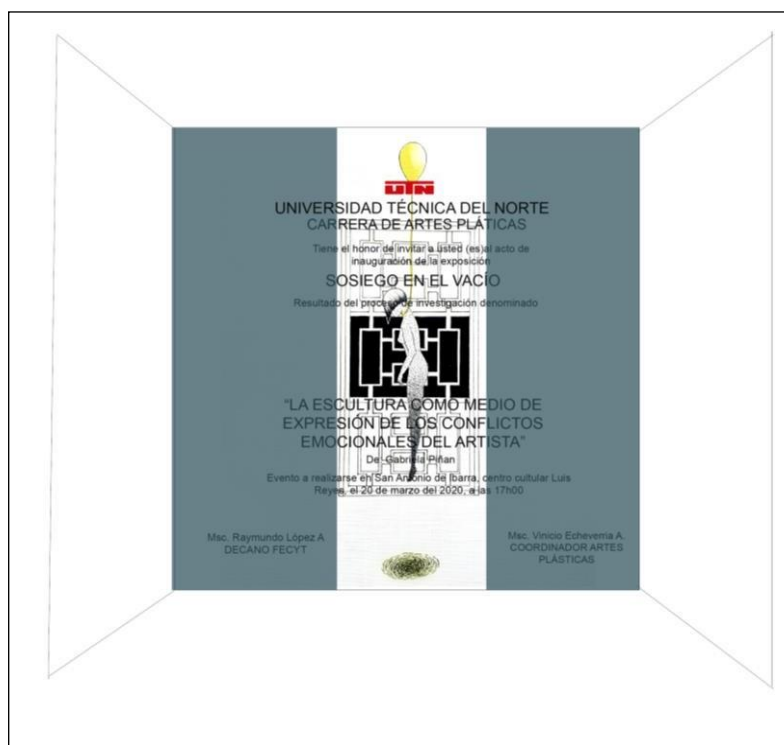 UTN
UNIVERSIDAD TÉCNICA DEL NORTE
CARRERA DE ARTES PLÁTICAS
Tiene el honor de invitar a usted (es)al acto de
inauguración de la exposición
SOSIEGO EN EL VACÍO
Resultado del proceso de investigación denominado
“LA ESCULTURA COMO MEDIO DE
EXPRESIÓN DE LOS CONFLICTOS
EMOCIONALES DEL ARTISTA”
De: Gabriela Piñan
Evento a realizarse en San Antonio de Ibarra, centro cultular Luis
Reyes, el 20 de marzo del 2020, a las 17h00
Msc. Raymundo López A
DECANO FECYT
Msc. Vinicio Echeverria A.
COORDINADOR ARTES
PLÁSTICAS